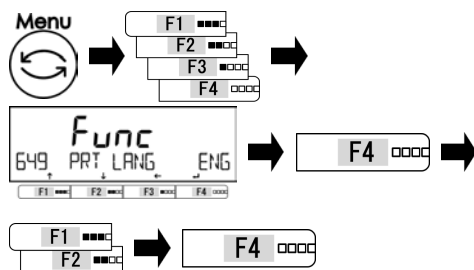 Menu
F1
F2
F3
F4
Func
649 PRT LANG ENG
F1 F2 F3 F4
F4
F1
F2
F4